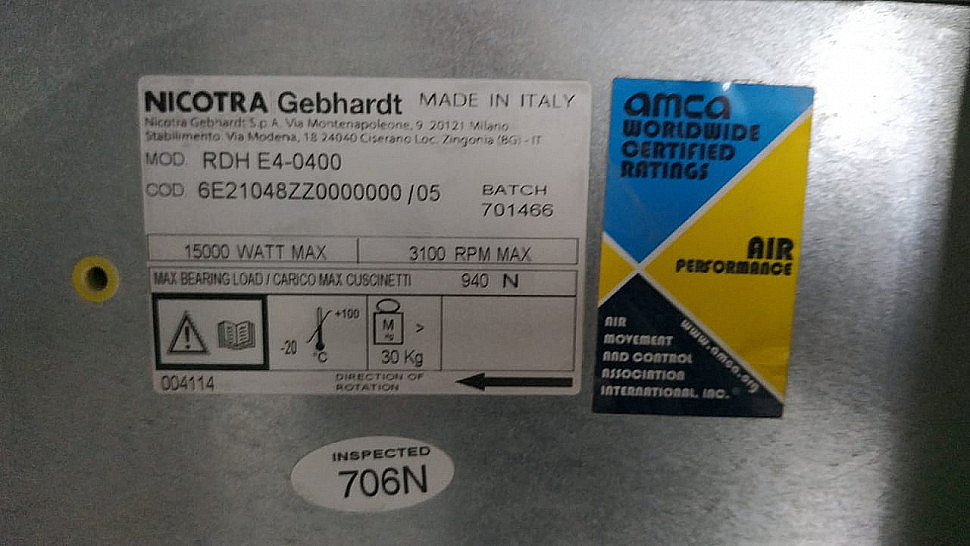 NICOTRA Gebhardt MADE IN ITALY
Nicotra Gebhardt S.p.A. Via Montenapoleone, 9 20121 Milano
Stabilimento: Via Modena, 18 24040 Ciserano Loc. Zingonia (BG) - IT
MOD. RDH E4-0400
COD. 6E21048ZZ0000000 /05
BATCH
701466
15000 WATT MAX 3100 RPM MAX
MAX BEARING LOAD / CARICO MAX CUSCINETTI 940 N
-20 +100 °C
M Kg > 30 Kg
004114
DIRECTION OF
ROTATION
amca
WORLDWIDE
CERTIFIED
RATINGS
AIR
PERFORMANCE
AIR
MOVEMENT
AND CONTROL
ASSOCIATION
INTERNATIONAL, INC.®
www.amca.org
INSPECTED
706N